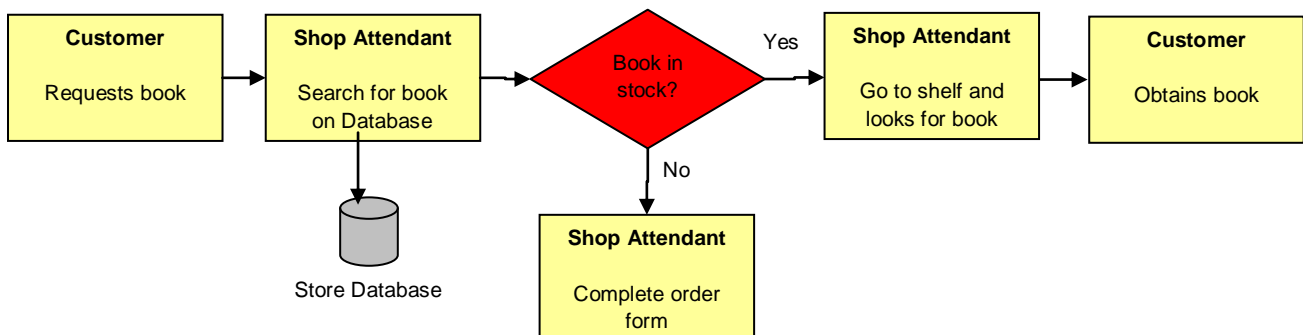 Customer
Requests book
Shop Attendant
Search for book
on Database
Store Database
Book in
stock?
Yes
No
Shop Attendant
Go to shelf and
looks for book
Customer
Obtains book
Shop Attendant
Complete order
form